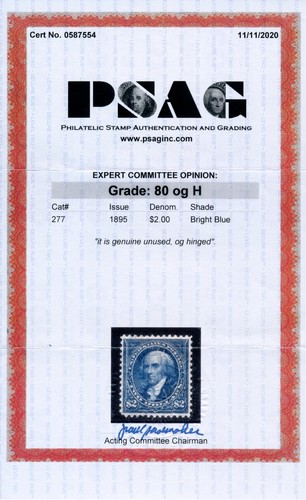 Cert No. 0587554 11/11/2020
PSAG
PHILATELIC STAMP AUTHENTICATION AND GRADING
www.psaginc.com
EXPERT COMMITTEE OPINION:
Grade: 80 og H
Cat# Issue Denom. Shade
277 1895 $2.00 Bright Blue
"it is genuine unused, og hinged".
$2 $2
Acting Committee Chairman